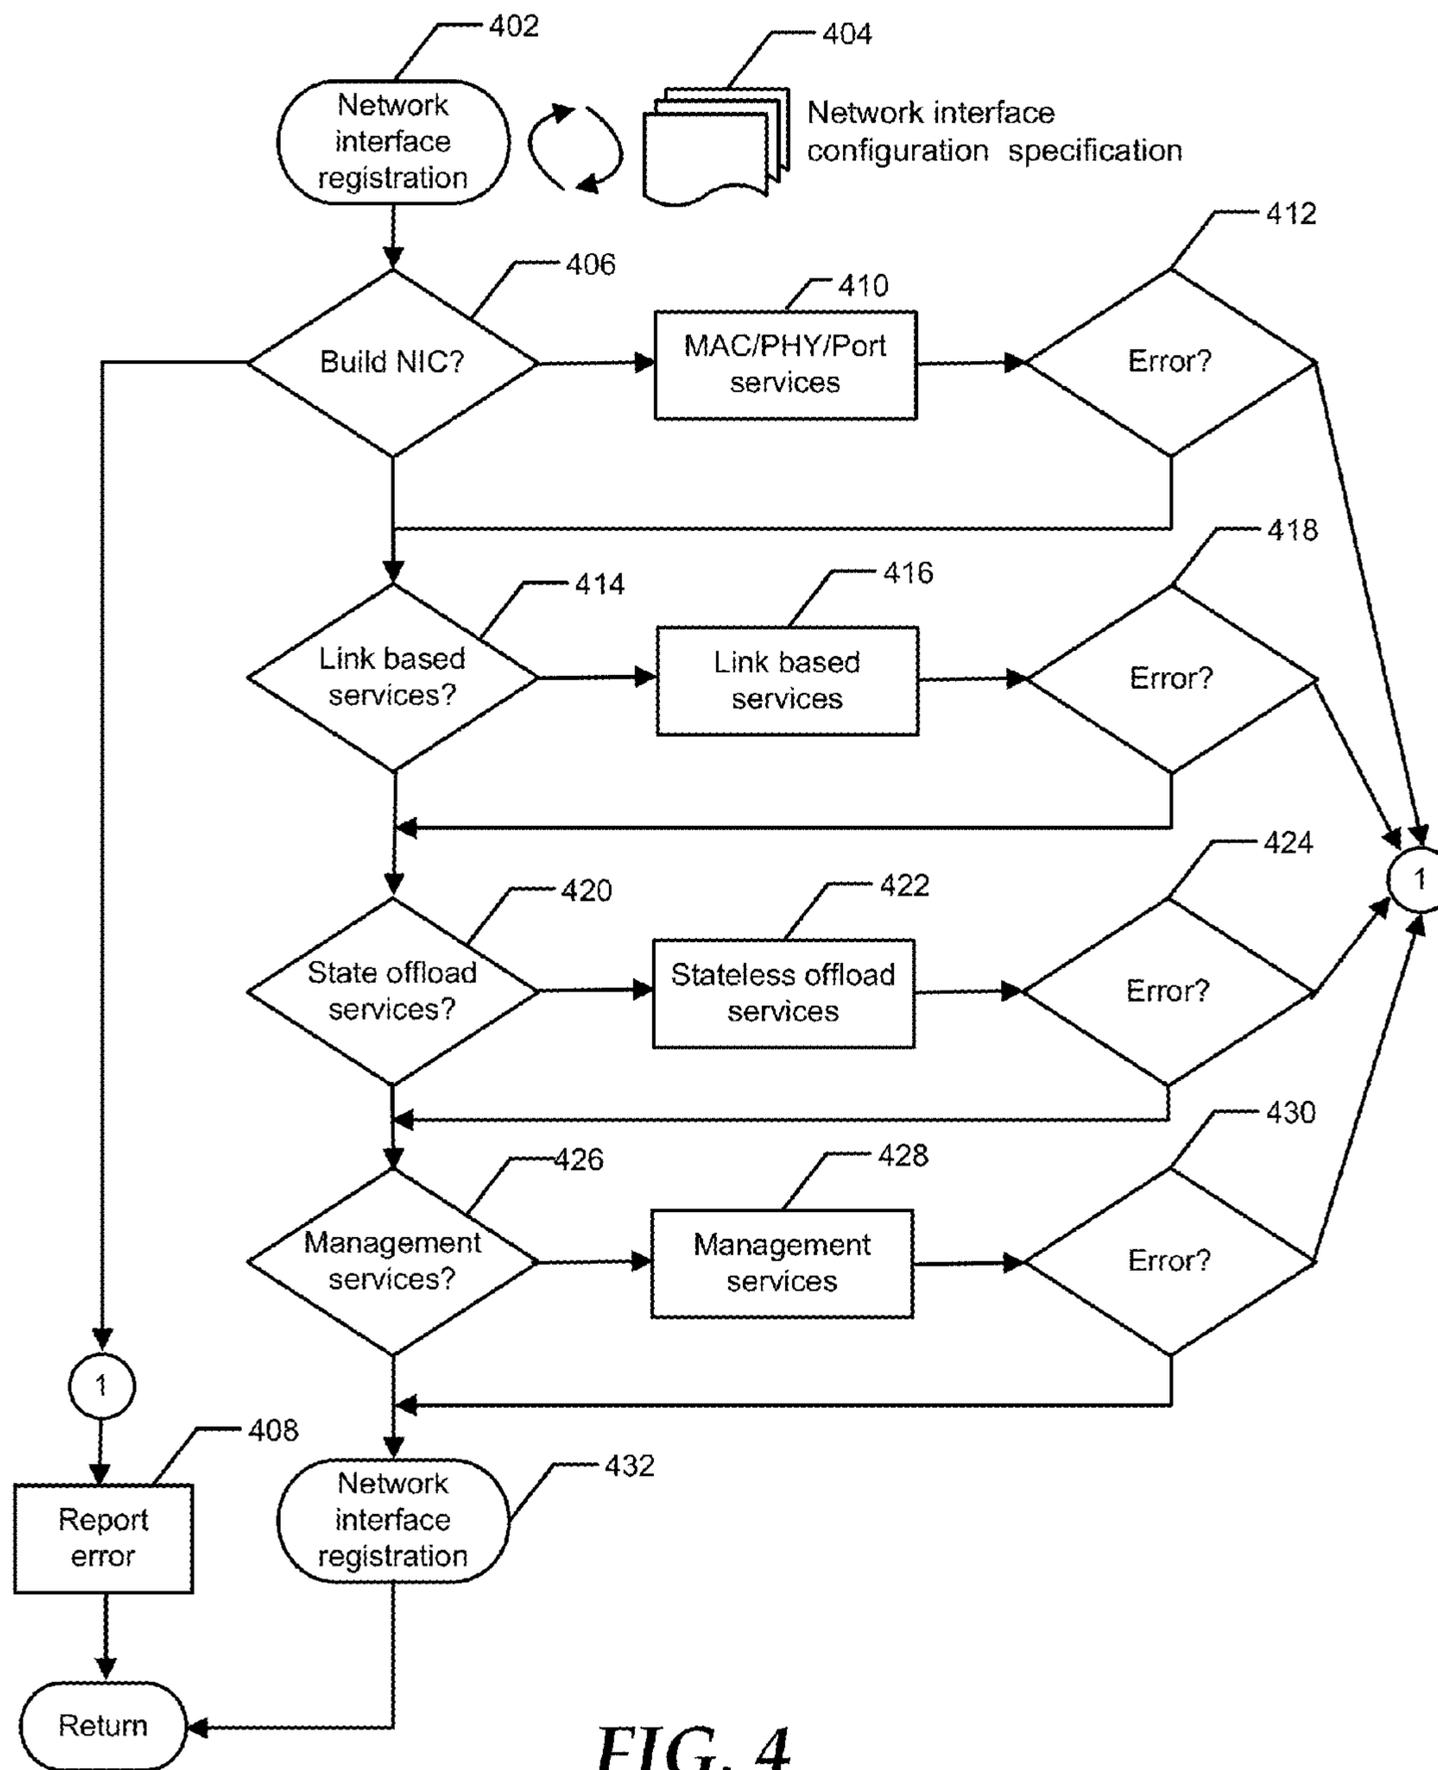 402
404
Network
interface
registration
Network interface
configuration specification
412
406
410
Build NIC?
MAC/PHY/Port
services
Error?
418
414
416
Link based
services?
Link based
services
Error?
424
1
420
422
State offload
services?
Stateless offload
services
Error?
430
426
428
Management
services?
Management
services
Error?
1
408
432
Report
error
Network
interface
registration
Return
FIG. 4